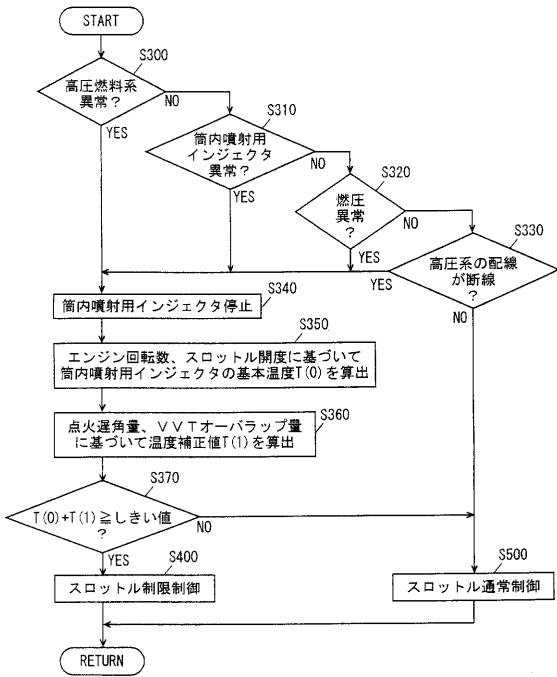 START
S300
高圧燃料系
異常?
NO
YES
S310
筒内噴射用
インジェクタ
異常?
NO
YES
S320
燃圧
異常
?
NO
YES
S330
高圧系の配線
が断線
?
YES
NO
S340
筒内噴射用インジェクタ停止
S350
エンジン回転数、スロットル開度に基づいて
筒内噴射用インジェクタの基本温度T(0)を算出
S360
点火遅角量、VVTオーバラップ量
に基づいて温度補正値T(1)を算出
S370
T(0)+T(1)≧しきい値
?
NO
YES
S400
スロットル制限制御
S500
スロットル通常制御
RETURN